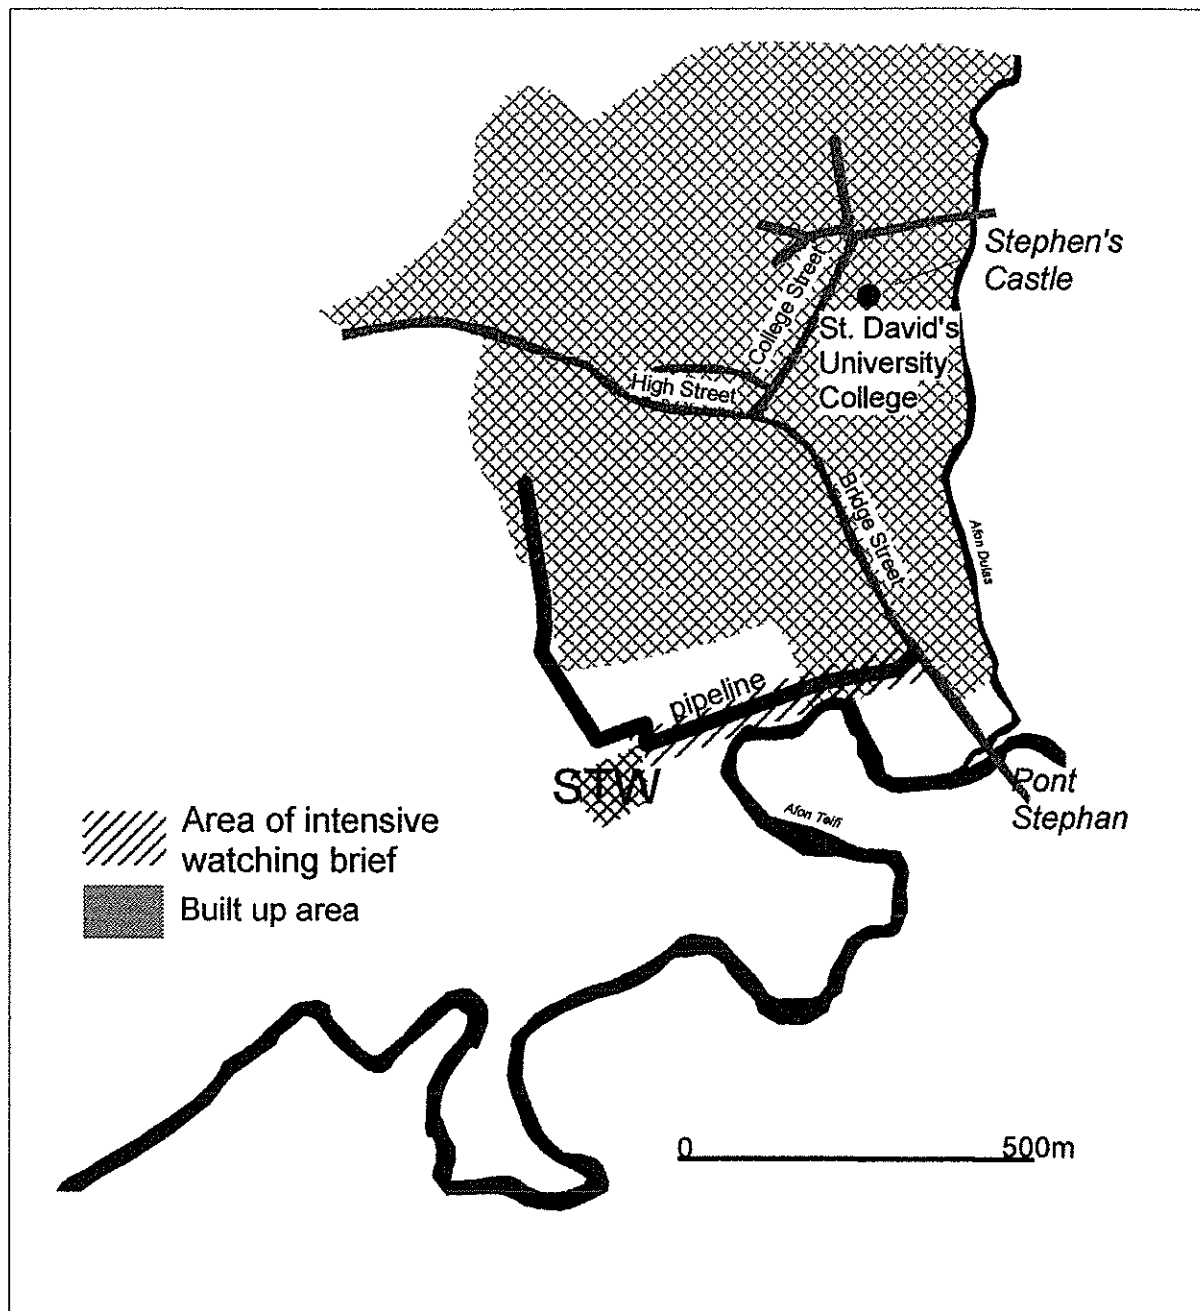 Stephen's
Castle
College Street
St. David's
University
College
High Street
Bridge Street
Afon Dulas
pipeline
STW
Pont
Stephan
Afon Teifi
Area of intensive
watching brief
Built up area
0 500m